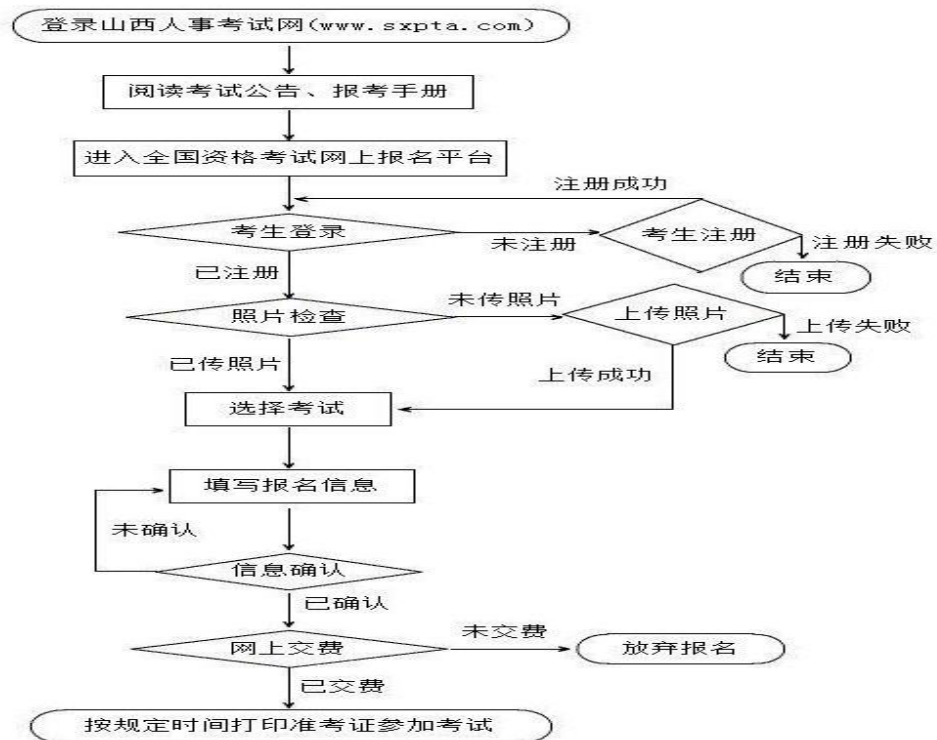 登录山西人事考试网(www.sxpta.com)
阅读考试公告、报考手册
进入全国资格考试网上报名平台
注册成功
考生登录
未注册
考生注册
注册失败
已注册
结束
未传照片
照片检查
上传照片
上传失败
已传照片
上传成功
结束
选择考试
填写报名信息
未确认
信息确认
已确认
未交费
网上交费
放弃报名
已交费
按规定时间打印准考证参加考试